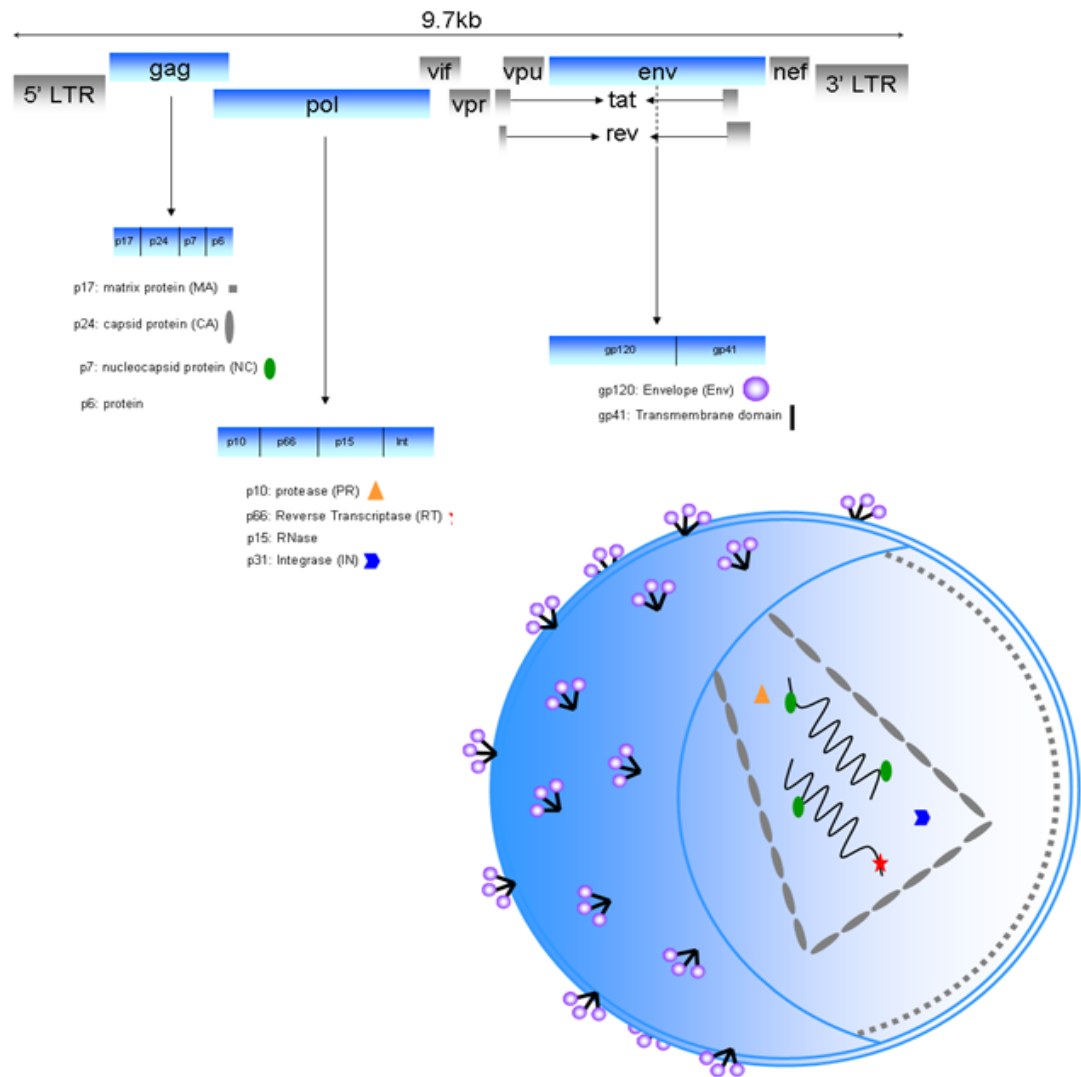 9.7kb
5' LTR
gag
pol
vif
vpr
vpu
env
nef
3' LTR
tat
rev
p17 p24 p7 p6
p17: matrix protein (MA)
p24: capsid protein (CA)
p7: nucleocapsid protein (NC)
p6: protein
gp120 gp41
gp120: Envelope (Env)
gp41: Transmembrane domain
p10 p66 p15 Int
p10: protease (PR)
p66: Reverse Transcriptase (RT)
p15: RNase
p31: Integrase (IN)